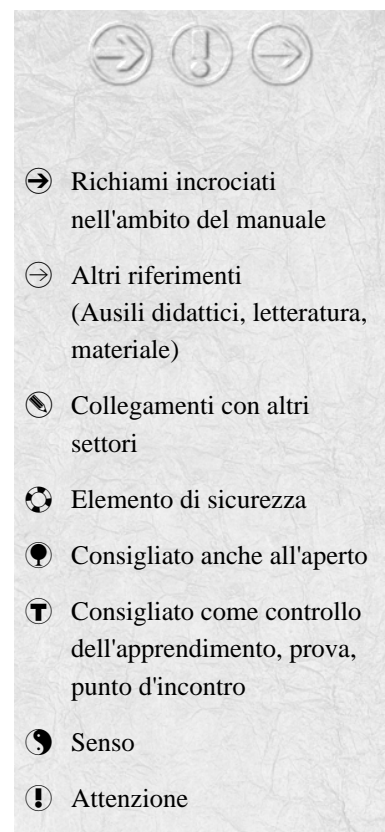 Richiami incrociati
nell'ambito del manuale
Altri riferimenti
(Ausili didattici, letteratura,
materiale)
Collegamenti con altri
settori
Elemento di sicurezza
Consigliato anche all'aperto
Consigliato come controllo
dell'apprendimento, prova,
punto d'incontro
Senso
Attenzione